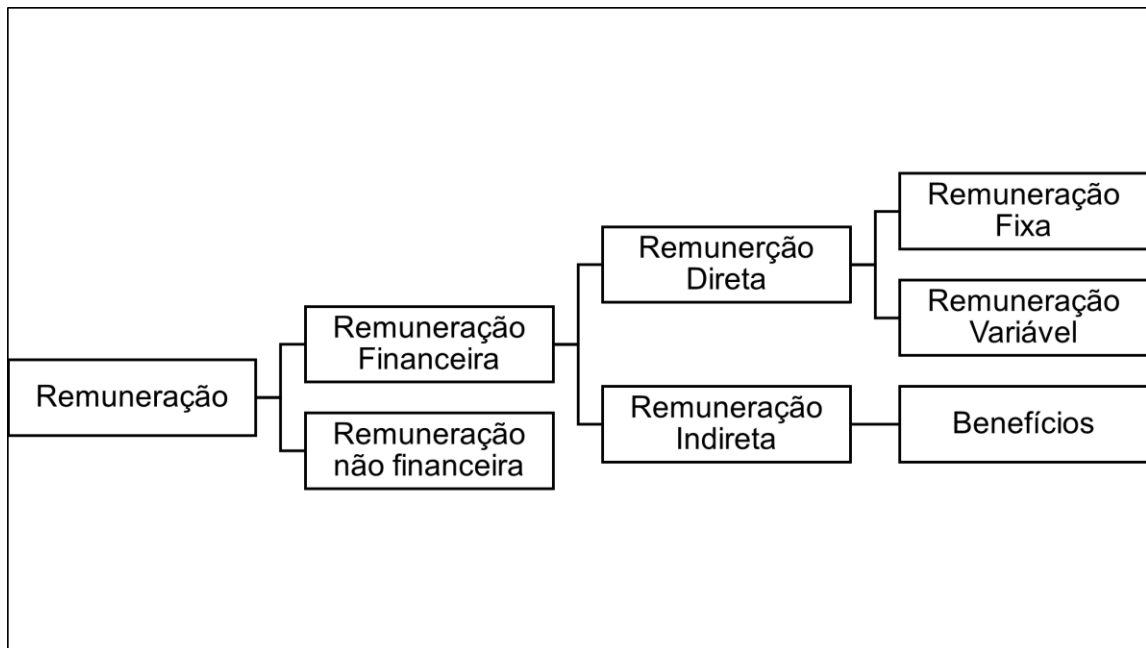 Remuneração
Remuneração
Financeira
Remuneração
não financeira
Remunerção
Direta
Remuneração
Indireta
Remuneração
Fixa
Remuneração
Variável
Benefícios